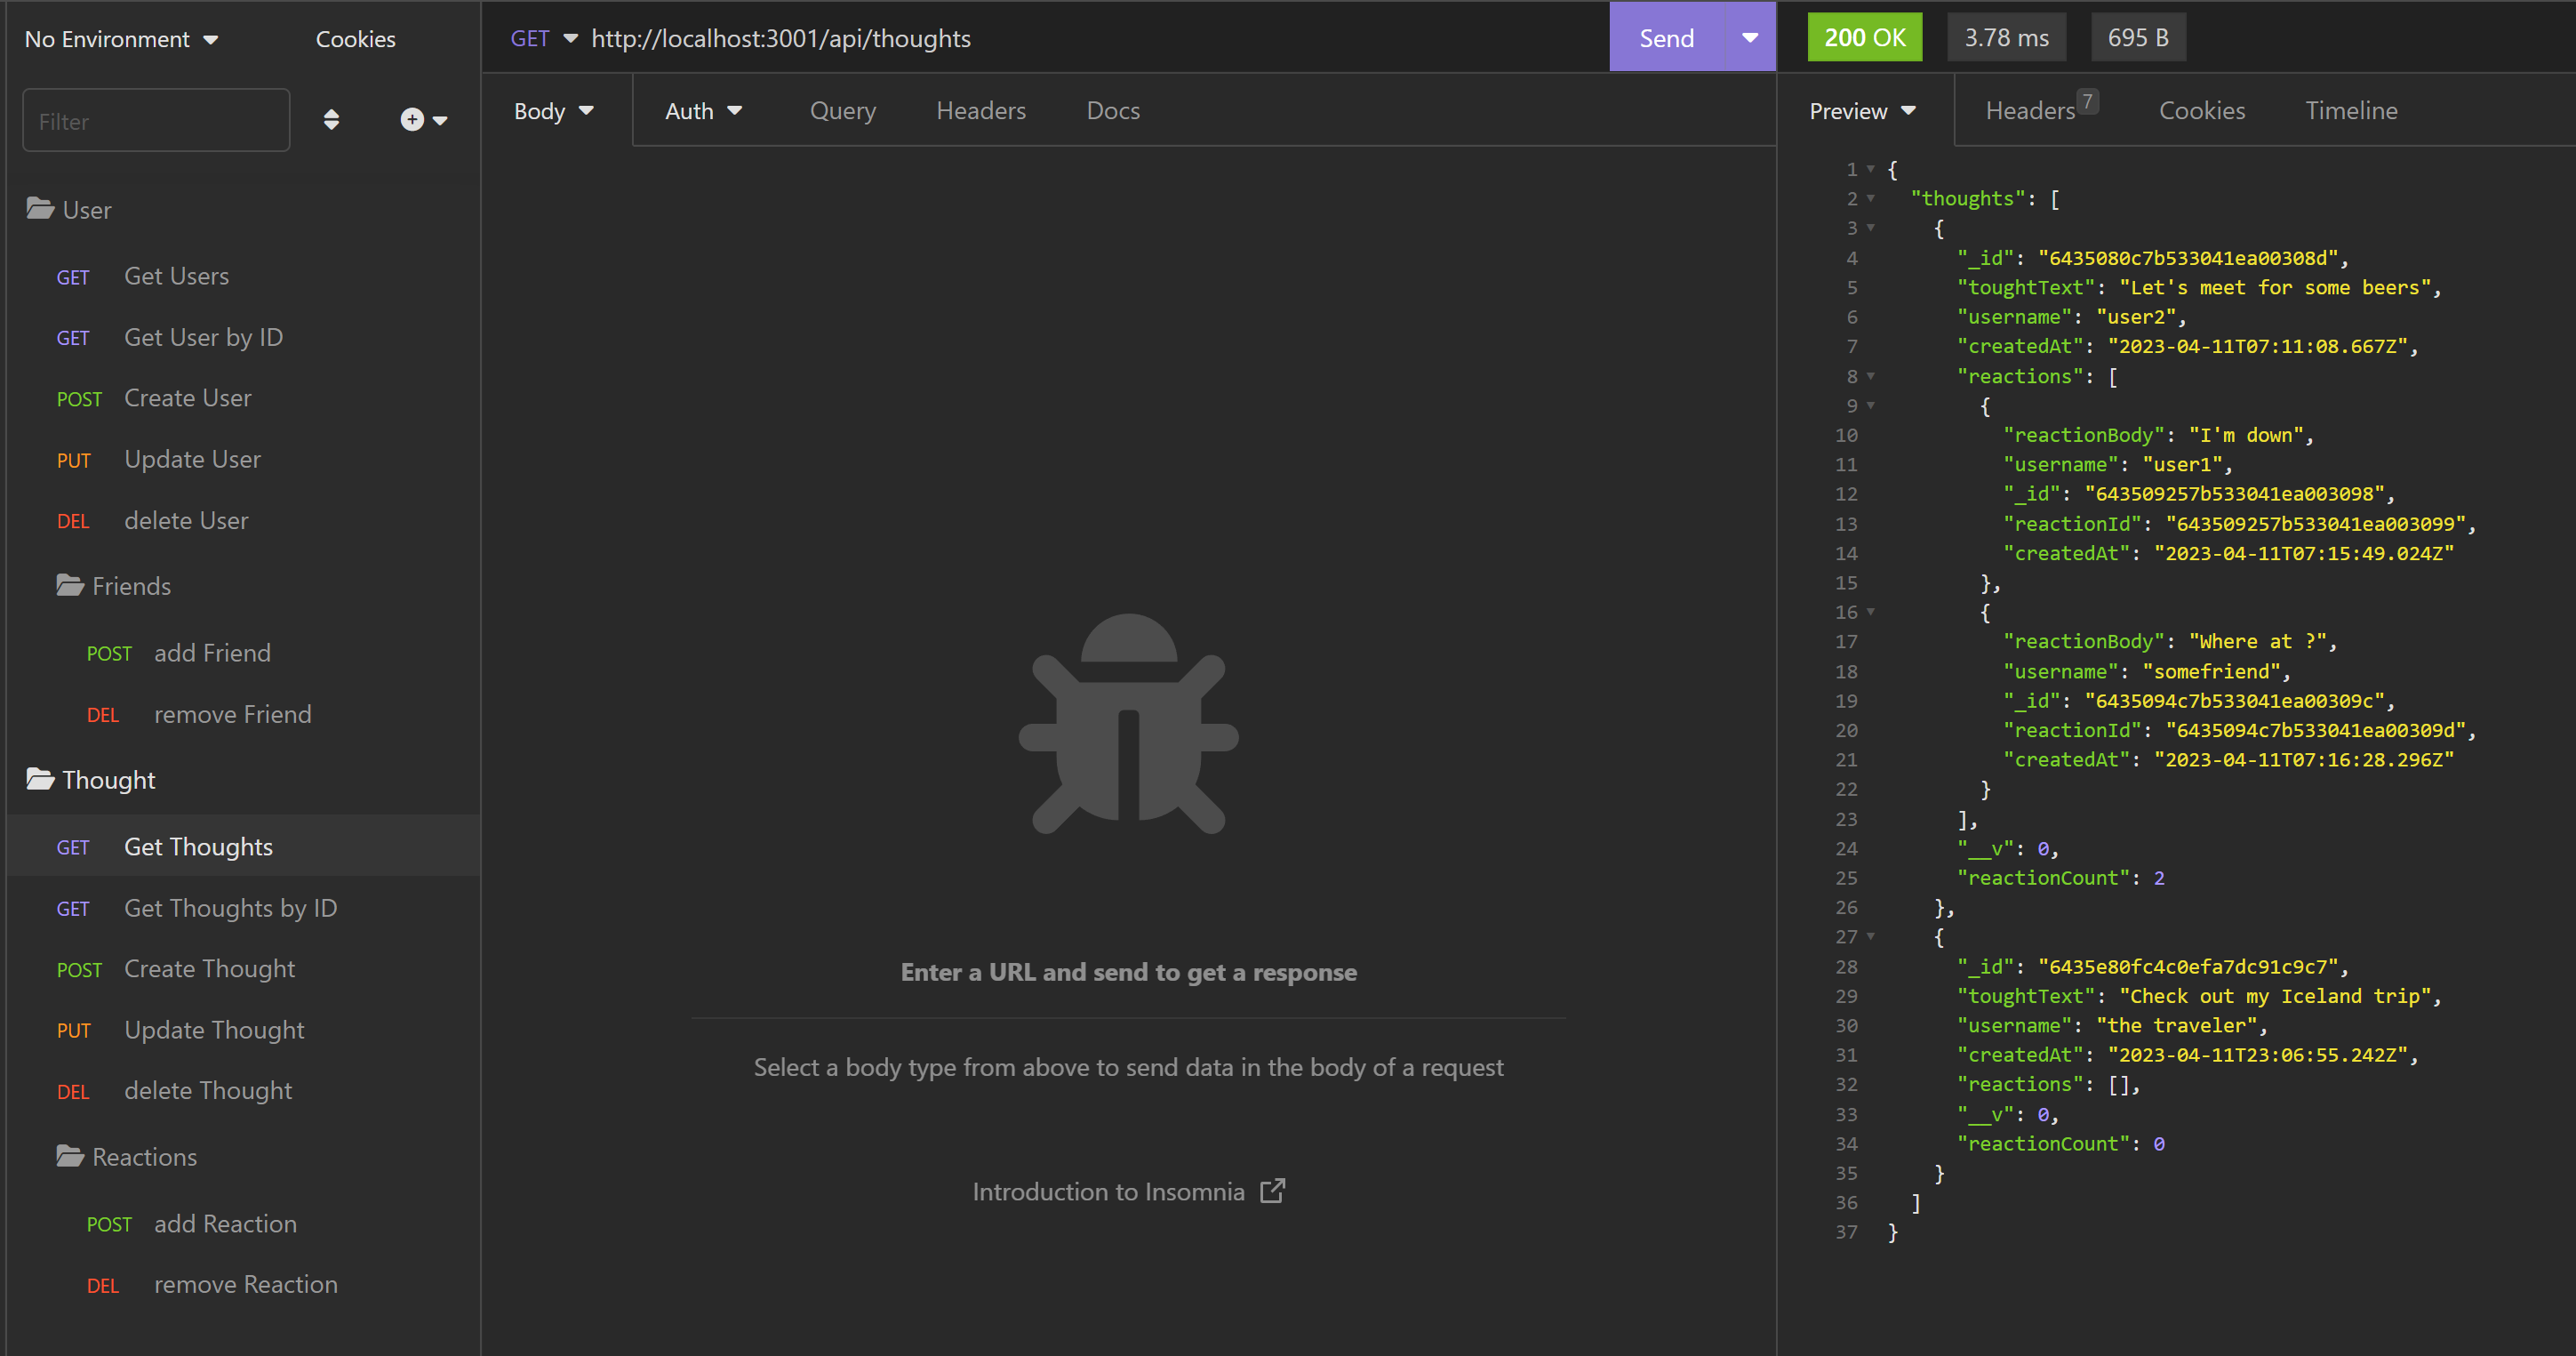 No Environment Cookies
Filter
User
GET Get Users
GET Get User by ID
POST Create User
PUT Update User
DEL delete User
Friends
POST add Friend
DEL remove Friend
Thought
GET Get Thoughts
GET Get Thoughts by ID
POST Create Thought
PUT Update Thought
DEL delete Thought
Reactions
POST add Reaction
DEL remove Reaction
GET http://localhost:3001/api/thoughts Send
Body Auth Query Headers Docs
Enter a URL and send to get a response
Select a body type from above to send data in the body of a request
Introduction to Insomnia
200 OK 3.78 ms 695 B
Preview Headers 7 Cookies Timeline
1 {
2 "thoughts": [
3 {
4 "_id": "6435080c7b533041ea00308d",
5 "toughtText": "Let's meet for some beers",
6 "username": "user2",
7 "createdAt": "2023-04-11T07:11:08.667Z",
8 "reactions": [
9 {
10 "reactionBody": "I'm down",
11 "username": "user1",
12 "_id": "643509257b533041ea003098",
13 "reactionId": "643509257b533041ea003099",
14 "createdAt": "2023-04-11T07:15:49.024Z"
15 },
16 {
17 "reactionBody": "Where at ?",
18 "username": "somefriend",
19 "_id": "6435094c7b533041ea00309c",
20 "reactionId": "6435094c7b533041ea00309d",
21 "createdAt": "2023-04-11T07:16:28.296Z"
22 }
23 ],
24 "__v": 0,
25 "reactionCount": 2
26 },
27 {
28 "_id": "6435e80fc4c0efa7dc91c9c7",
29 "toughtText": "Check out my Iceland trip",
30 "username": "the traveler",
31 "createdAt": "2023-04-11T23:06:55.242Z",
32 "reactions": [],
33 "__v": 0,
34 "reactionCount": 0
35 }
36 ]
37 }